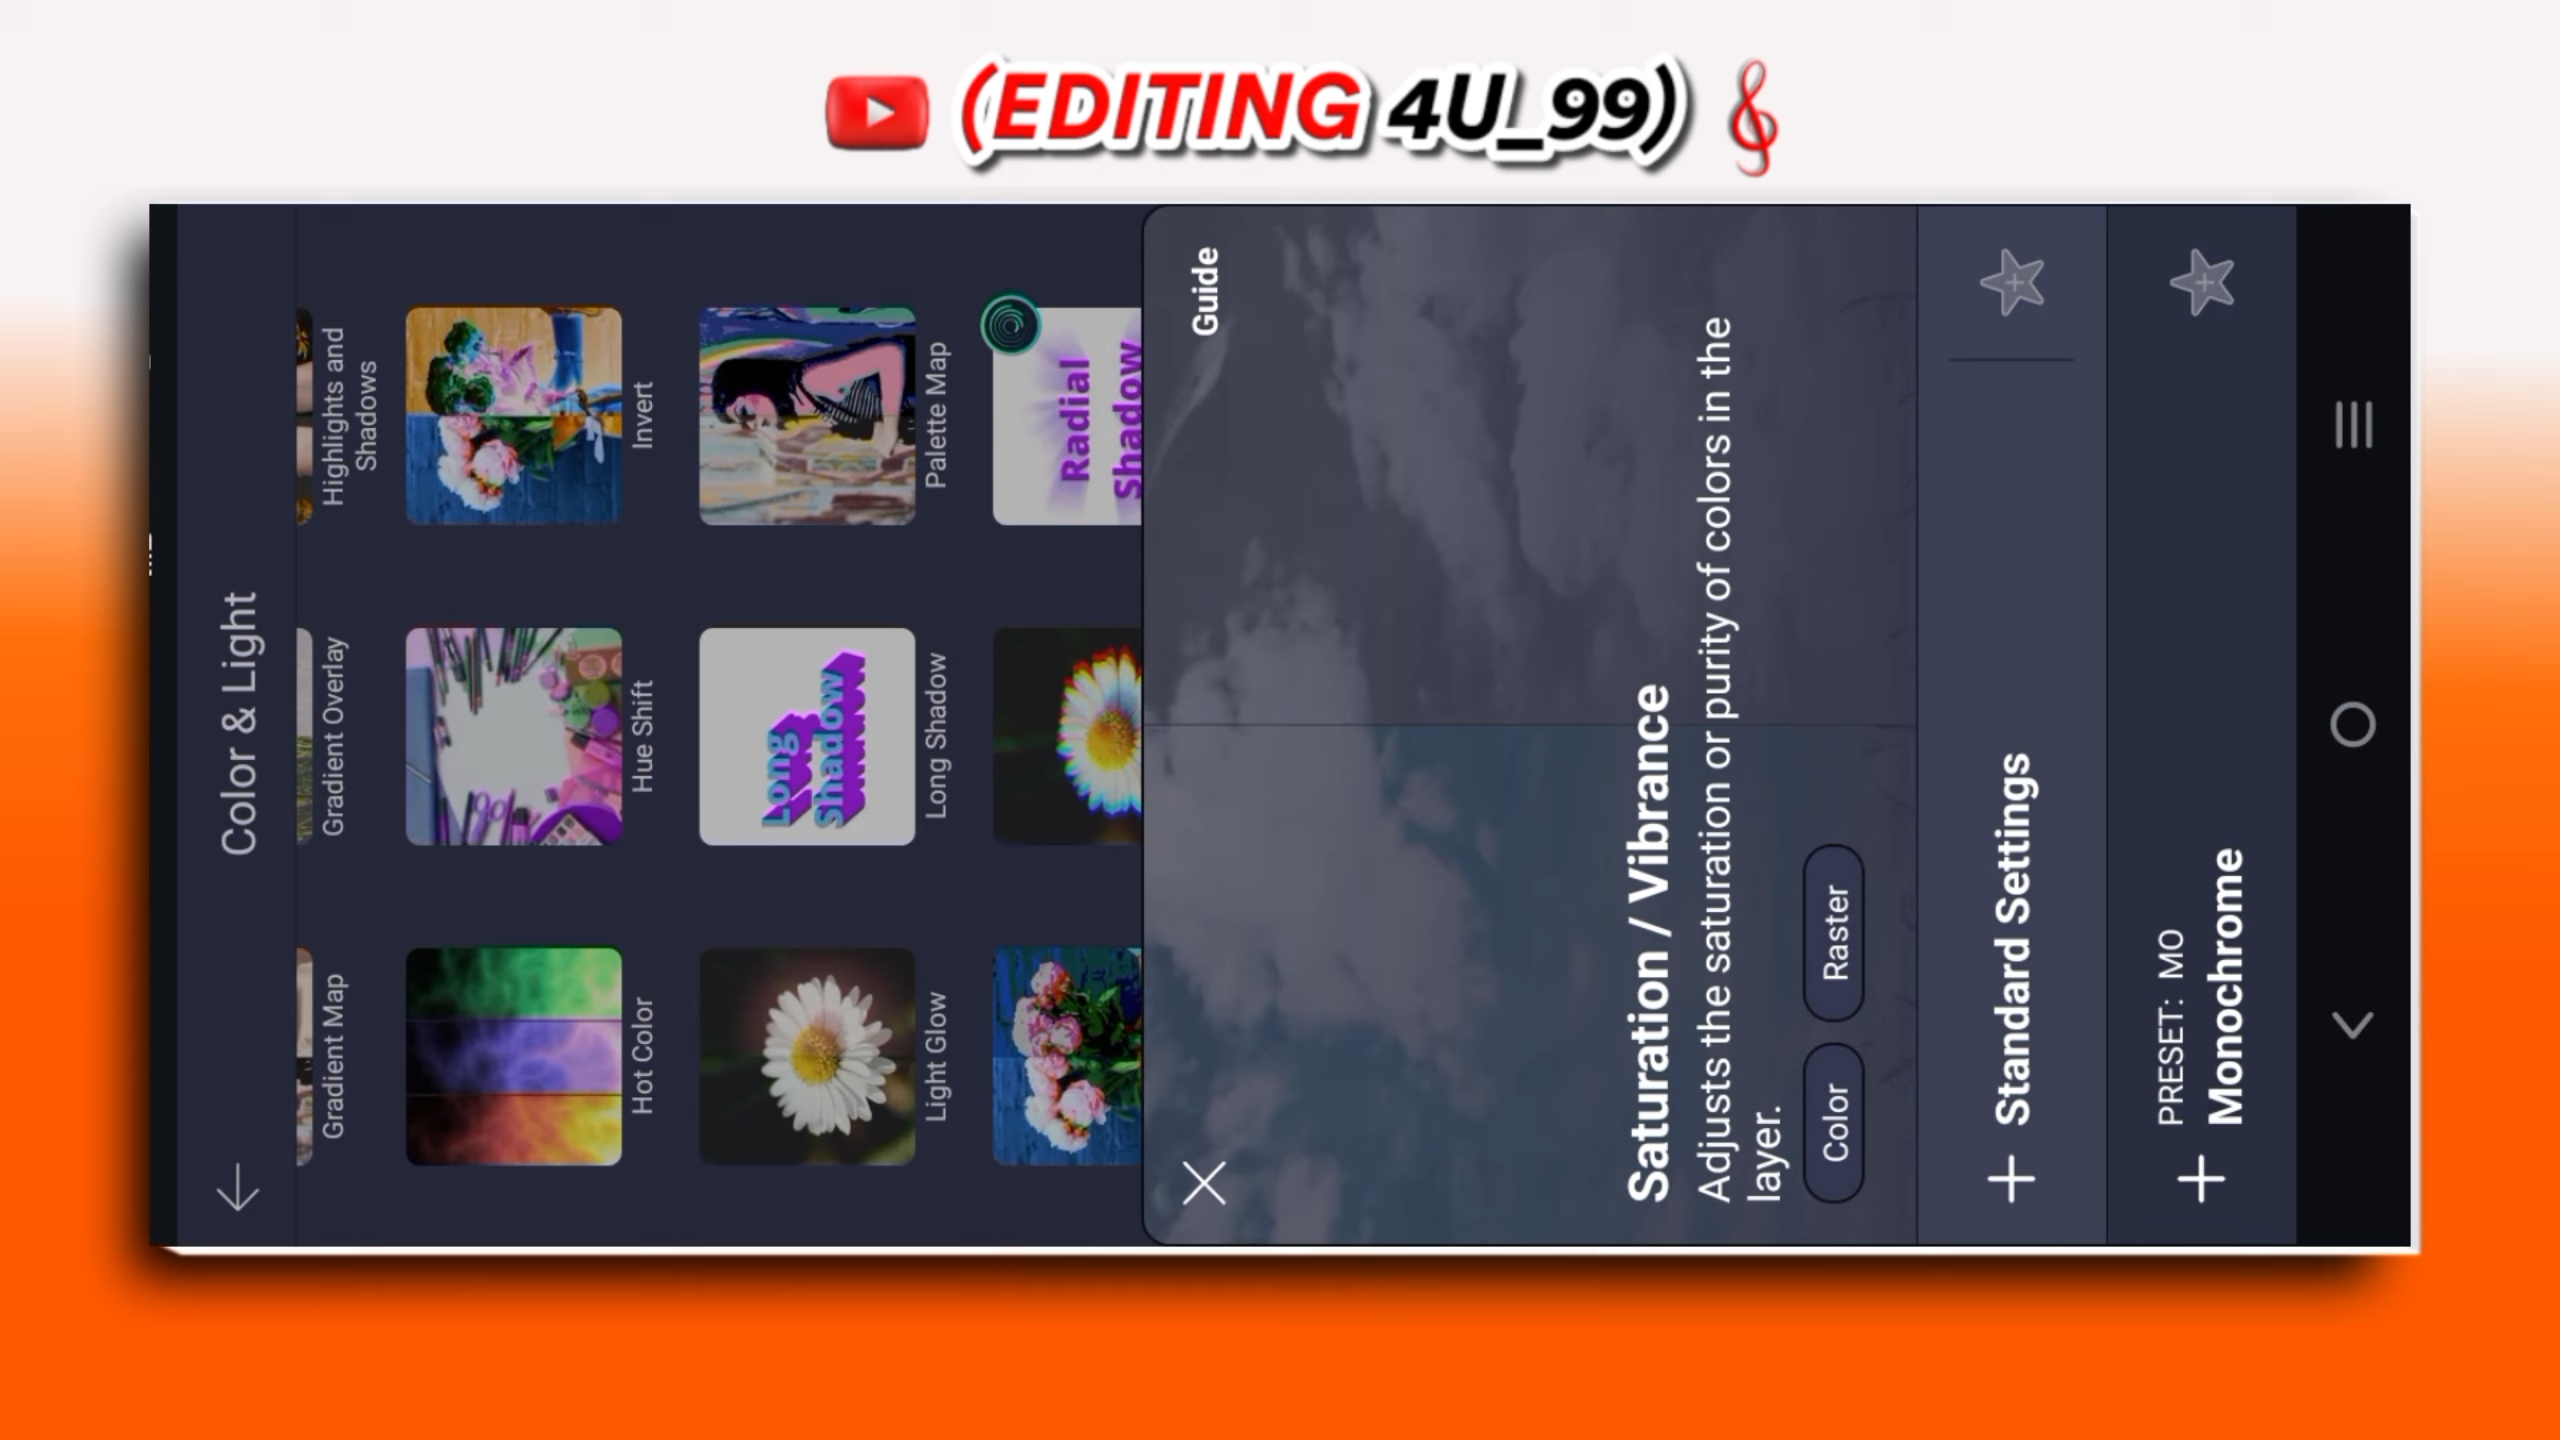 (EDITING 4U_99)
Color & Light
Gradient Map
Gradient Overlay
Highlights and
Shadows
Hot Color
Hue Shift
Invert
Light Glow
Long
Shadow
Long Shadow
Palette Map
Radial
Shadow
Guide
Saturation / Vibrance
Adjusts the saturation or purity of colors in the
layer.
Color
Raster
Standard Settings
PRESET: MO
Monochrome